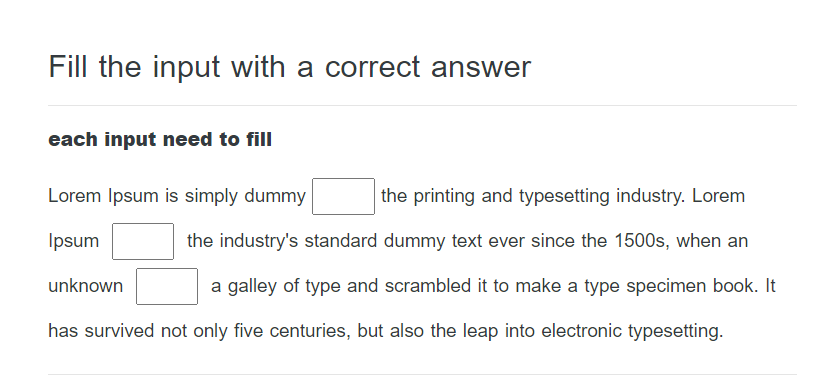 Fill the input with a correct answer
each input need to fill
Lorem Ipsum is simply dummy the printing and typesetting industry. Lorem
Ipsum the industry's standard dummy text ever since the 1500s, when an
unknown a galley of type and scrambled it to make a type specimen book. It
has survived not only five centuries, but also the leap into electronic typesetting.